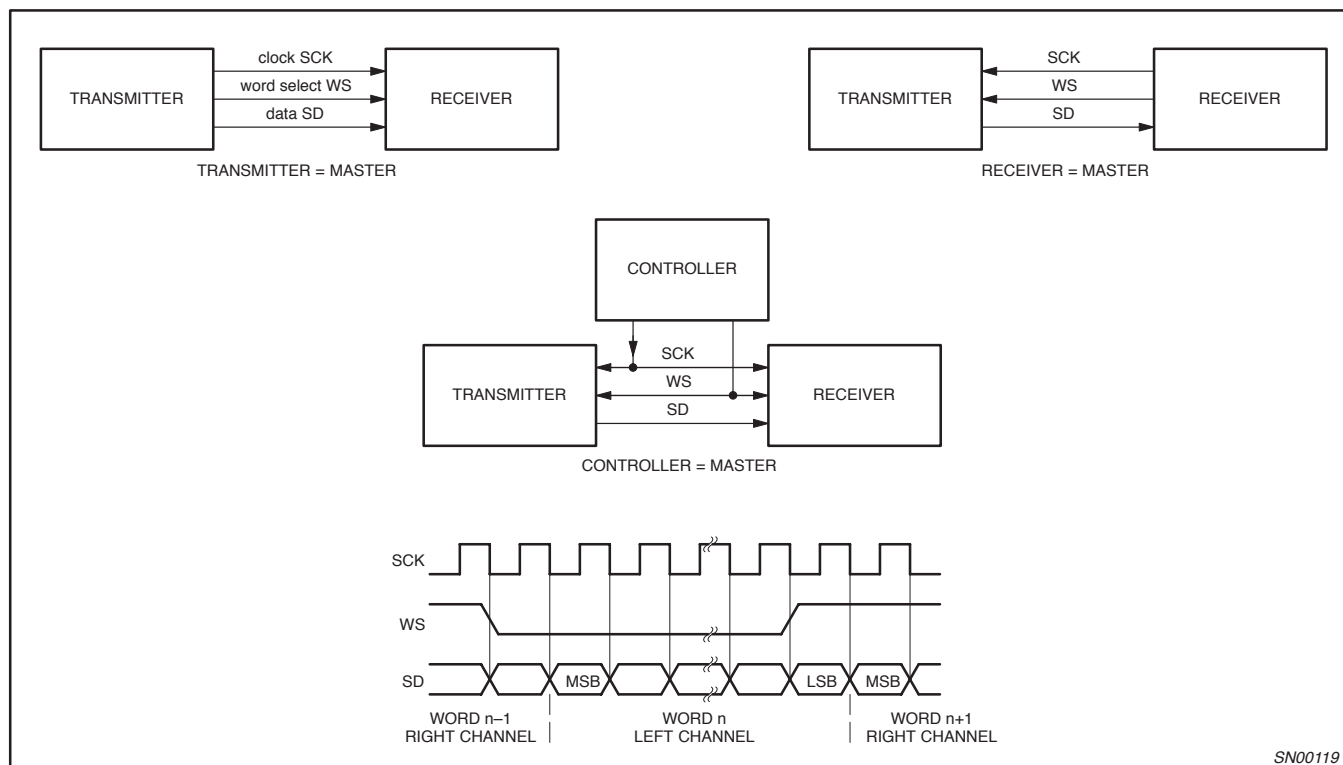 clock SCK
word select WS
data SD
TRANSMITTER
RECEIVER
TRANSMITTER = MASTER
SCK
WS
SD
TRANSMITTER
RECEIVER
RECEIVER = MASTER
CONTROLLER
SCK
WS
SD
TRANSMITTER
RECEIVER
CONTROLLER = MASTER
SCK
WS
SD
MSB
LSB
MSB
WORD n–1
RIGHT CHANNEL
WORD n
LEFT CHANNEL
WORD n+1
RIGHT CHANNEL
SN00119